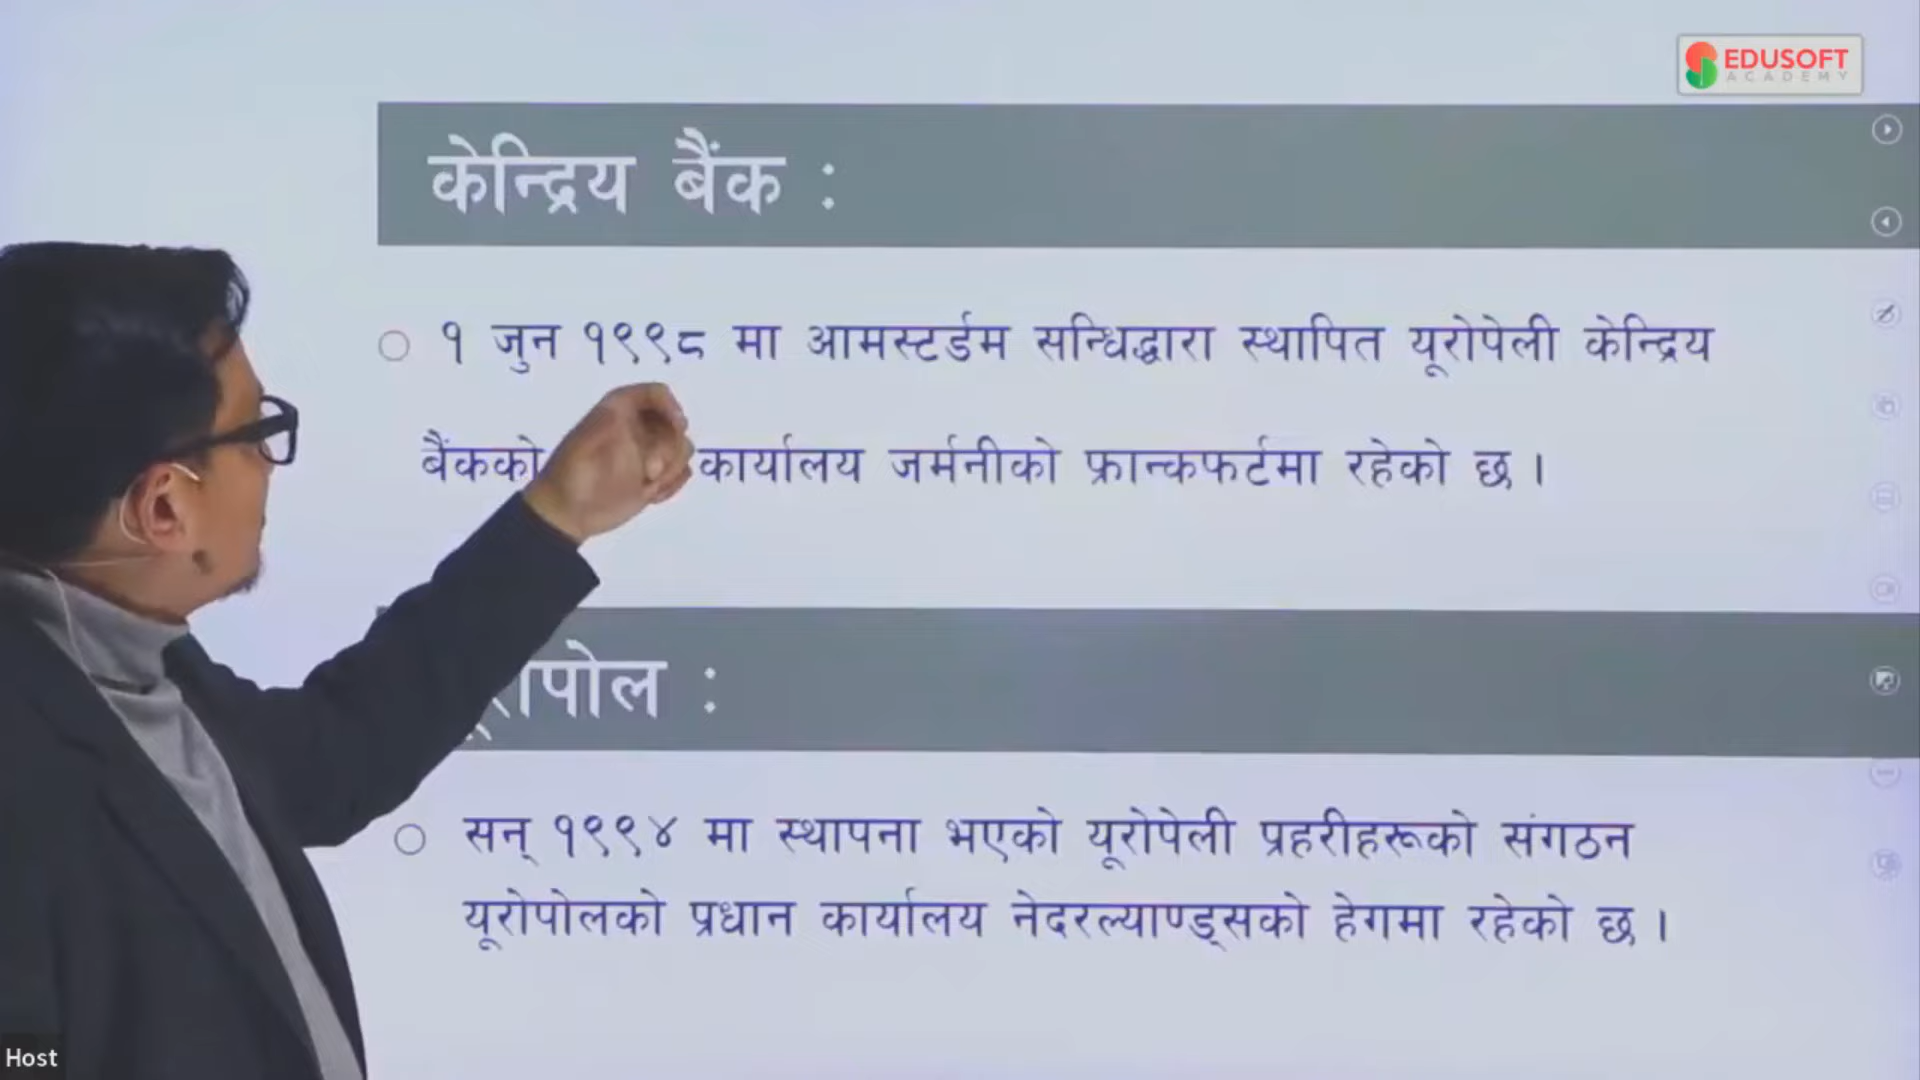 EDUSOFT
ACADEMY
केन्द्रिय बैंक :
१ जुन १९९८ मा आमस्टर्डम सन्धिद्धारा स्थापित यूरोपेली केन्द्रिय
बैंकको कार्यालय जर्मनीको फ्रान्कफर्टमा रहेको छ ।
सन् १९९४ मा स्थापना भएको यूरोपेली प्रहरीहरूको संगठन
यूरोपोलको प्रधान कार्यालय नेदरल्याण्ड्सको हेगमा रहेको छ ।
Host